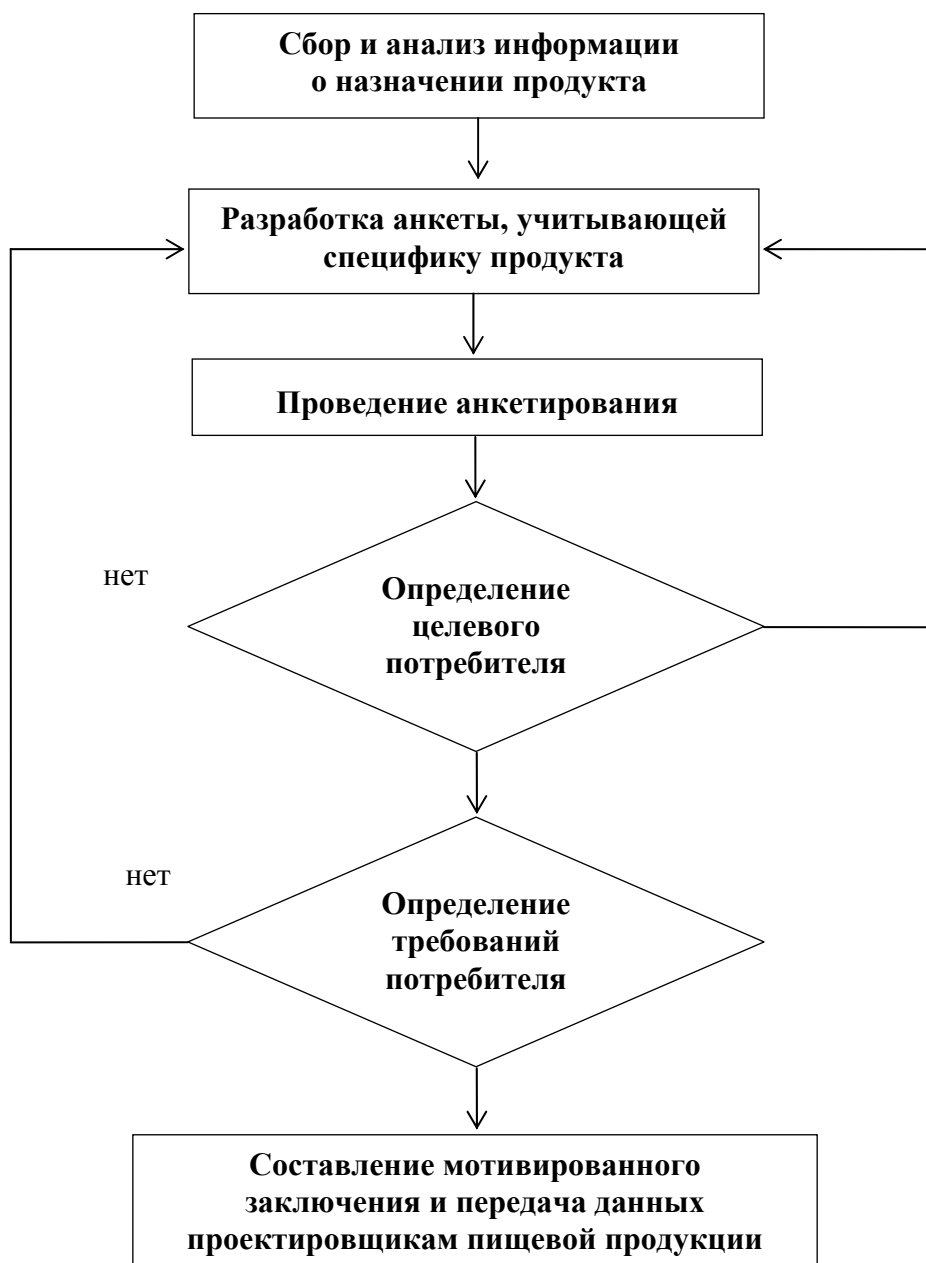 Сбор и анализ информации
о назначении продукта
Разработка анкеты, учитывающей
специфику продукта
Проведение анкетирования
нет
Определение
целевого
потребителя
нет
Определение
требований
потребителя
Составление мотивированного
заключения и передача данных
проектировщикам пищевой продукции